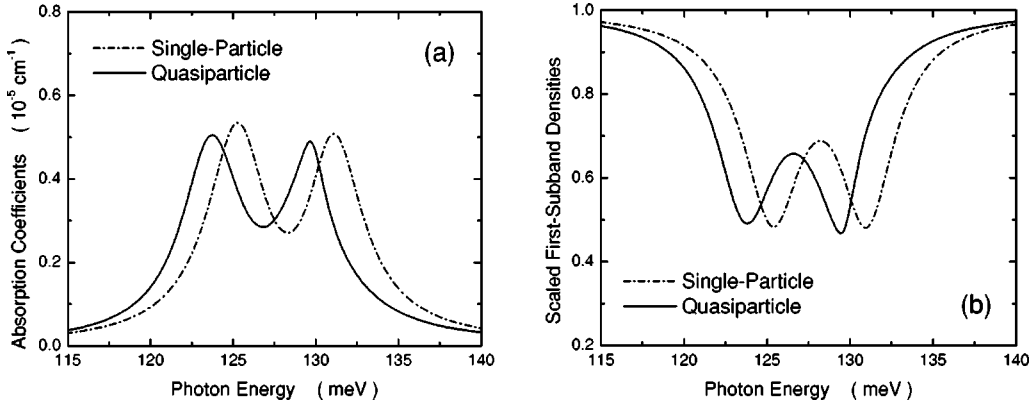 0.8
0.6
0.4
0.2
0.0
Absorption Coefficients ( 10⁻⁵ cm⁻¹ )
Single-Particle
Quasiparticle
(a)
115 120 125 130 135 140
Photon Energy ( meV )
1.0
0.8
0.6
0.4
0.2
Scaled First-Subband Densities
Single-Particle
Quasiparticle
(b)
115 120 125 130 135 140
Photon Energy ( meV )